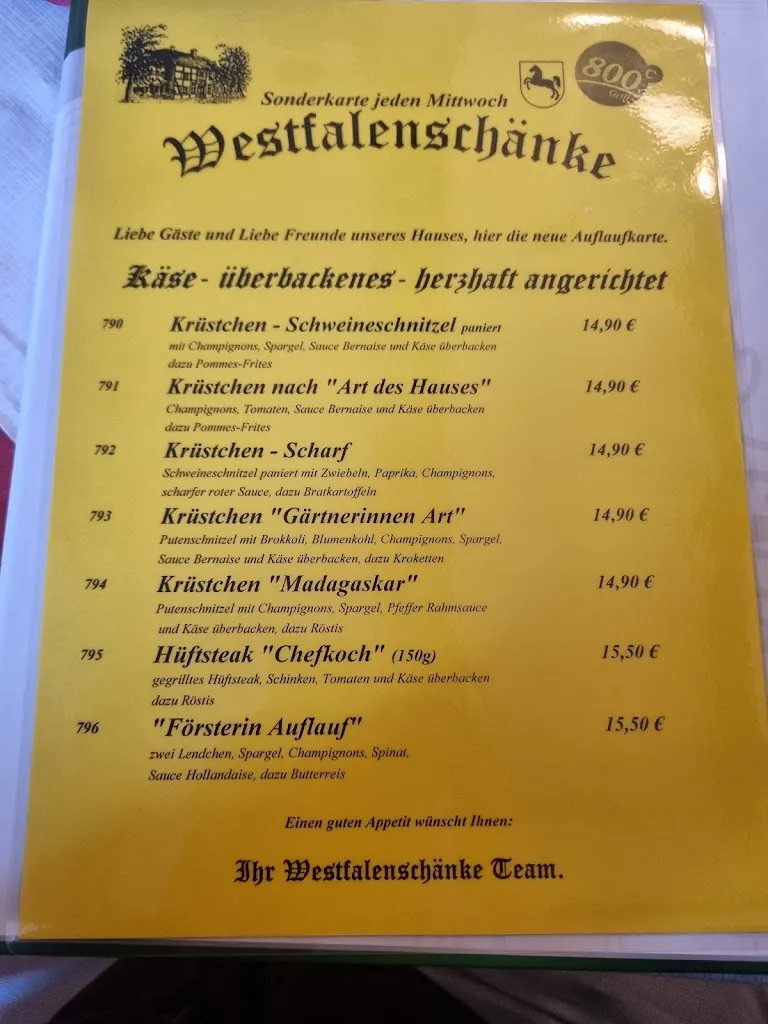 800°C
Sonderkarte jeden Mittwoch
Westfalenschänke
Liebe Gäste und Liebe Freunde unseres Hauses, hier die neue Auflaufkarte.
Käse- überbackenes- herzhaft angerichtet
790 Krüstchen - Schweineschnitzel paniert 14,90 €
mit Champignons, Spargel, Sauce Bernaise und Käse überbacken
dazu Pommes-Frites
791 Krüstchen nach "Art des Hauses" 14,90 €
Champignons, Tomaten, Sauce Bernaise und Käse überbacken
dazu Pommes-Frites
792 Krüstchen - Scharf 14,90 €
Schweineschnitzel paniert mit Zwiebeln, Paprika, Champignons,
scharfer roter Sauce, dazu Bratkartoffeln
793 Krüstchen "Gärtnerinnen Art" 14,90 €
Putenschnitzel mit Brokkoli, Blumenkohl, Champignons, Spargel,
Sauce Bernaise und Käse überbacken, dazu Kroketten
794 Krüstchen "Madagaskar" 14,90 €
Putenschnitzel mit Champignons, Spargel, Pfeffer Rahmsauce
und Käse überbacken, dazu Röstis
795 Hüftsteak "Chefkoch" (150g) 15,50 €
gegrilltes Hüftsteak, Schinken, Tomaten und Käse überbacken
dazu Röstis
796 "Försterin Auflauf" 15,50 €
zwei Lendchen, Spargel, Champignons, Spinat,
Sauce Hollandaise, dazu Butterreis
Einen guten Appetit wünscht Ihnen:
Ihr Westfalenschänke Team.